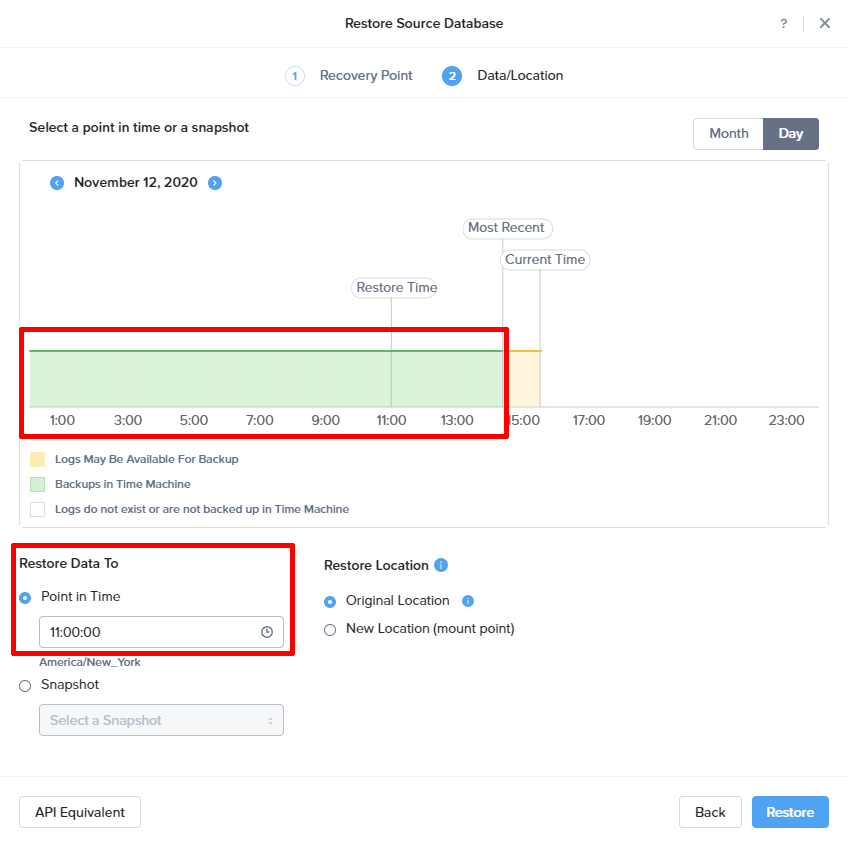 Restore Source Database
?
1 Recovery Point 2 Data/Location
Select a point in time or a snapshot
Month Day
November 12, 2020
Most Recent
Current Time
Restore Time
1:00 3:00 5:00 7:00 9:00 11:00 13:00 15:00 17:00 19:00 21:00 23:00
Logs May Be Available For Backup
Backups in Time Machine
Logs do not exist or are not backed up in Time Machine
Restore Data To
Point in Time
11:00:00
America/New_York
Snapshot
Select a Snapshot
Restore Location i
Original Location i
New Location (mount point)
API Equivalent
Back Restore